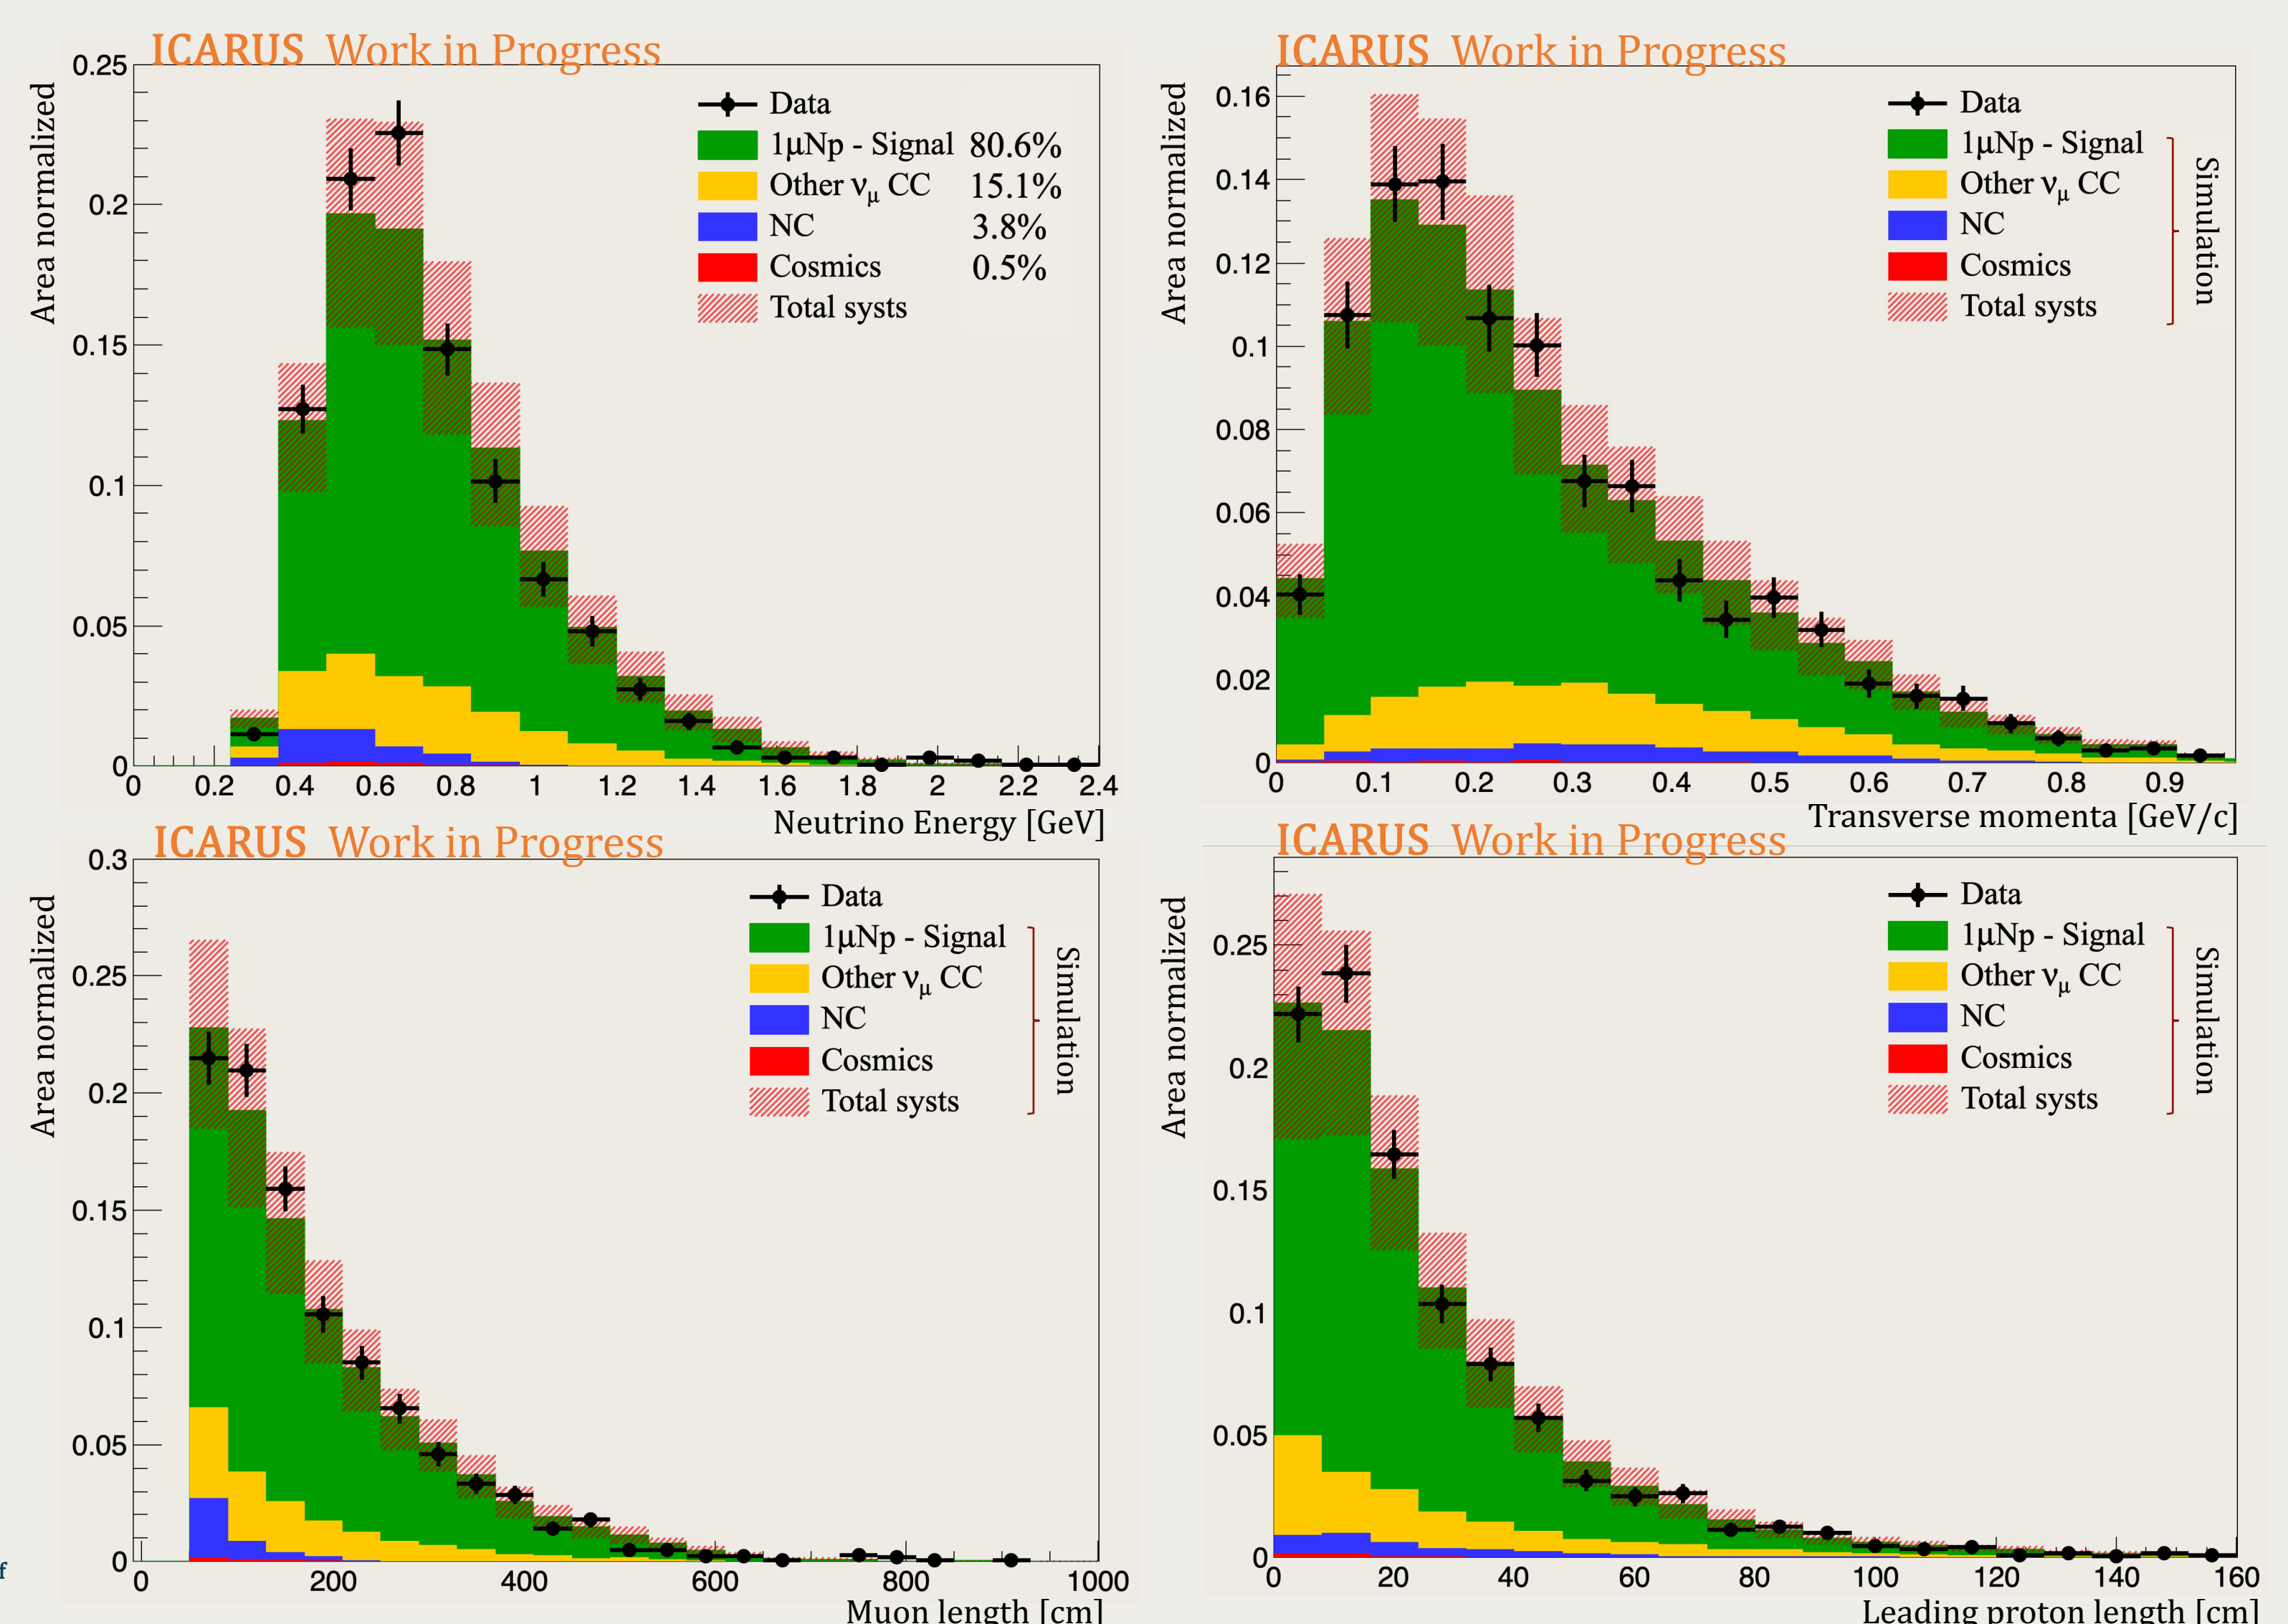 ICARUS Work in Progress
Area normalized
0.25
0.2
0.15
0.1
0.05
0
Data
1μNp - Signal 80.6%
Other νμ CC 15.1%
NC 3.8%
Cosmics 0.5%
Total systs
0 0.2 0.4 0.6 0.8 1 1.2 1.4 1.6 1.8 2 2.2 2.4
Neutrino Energy [GeV]
ICARUS Work in Progress
Area normalized
0.16
0.14
0.12
0.1
0.08
0.06
0.04
0.02
0
Data
1μNp - Signal
Other νμ CC
NC
Cosmics
Total systs
Simulation
0 0.1 0.2 0.3 0.4 0.5 0.6 0.7 0.8 0.9
Transverse momenta [GeV/c]
ICARUS Work in Progress
Area normalized
0.3
0.25
0.2
0.15
0.1
0.05
0
Data
1μNp - Signal
Other νμ CC
NC
Cosmics
Total systs
Simulation
0 200 400 600 800 1000
Muon length [cm]
ICARUS Work in Progress
Area normalized
0.25
0.2
0.15
0.1
0.05
0
Data
1μNp - Signal
Other νμ CC
NC
Cosmics
Total systs
Simulation
0 20 40 60 80 100 120 140 160
Leading proton length [cm]
f